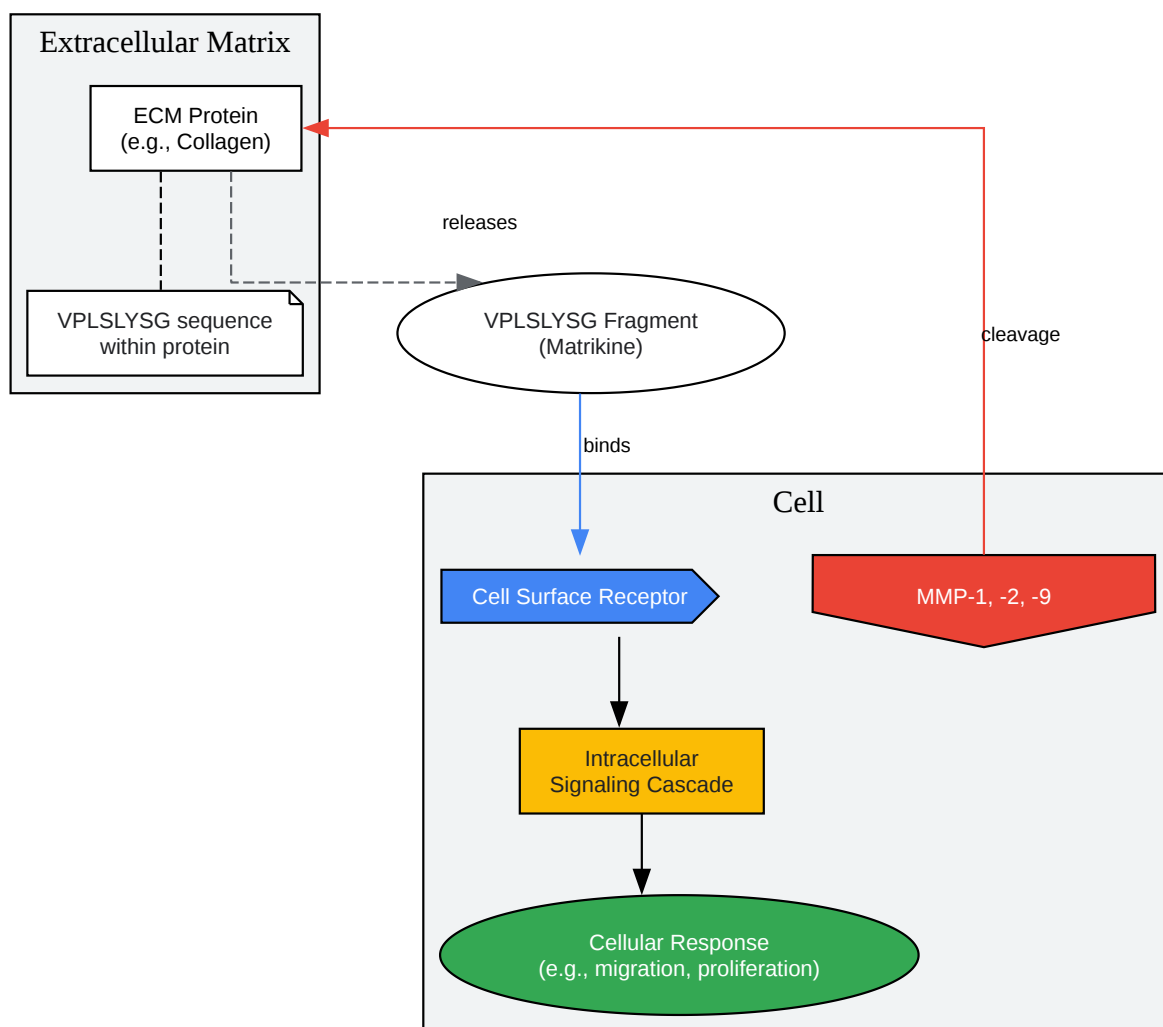 Extracellular Matrix
ECM Protein
(e.g., Collagen)
releases
VPLSLYSG sequence
within protein
VPLSLYSG Fragment
(Matrikine)
cleavage
binds
Cell
Cell Surface Receptor
MMP-1, -2, -9
Intracellular
Signaling Cascade
Cellular Response
(e.g., migration, proliferation)